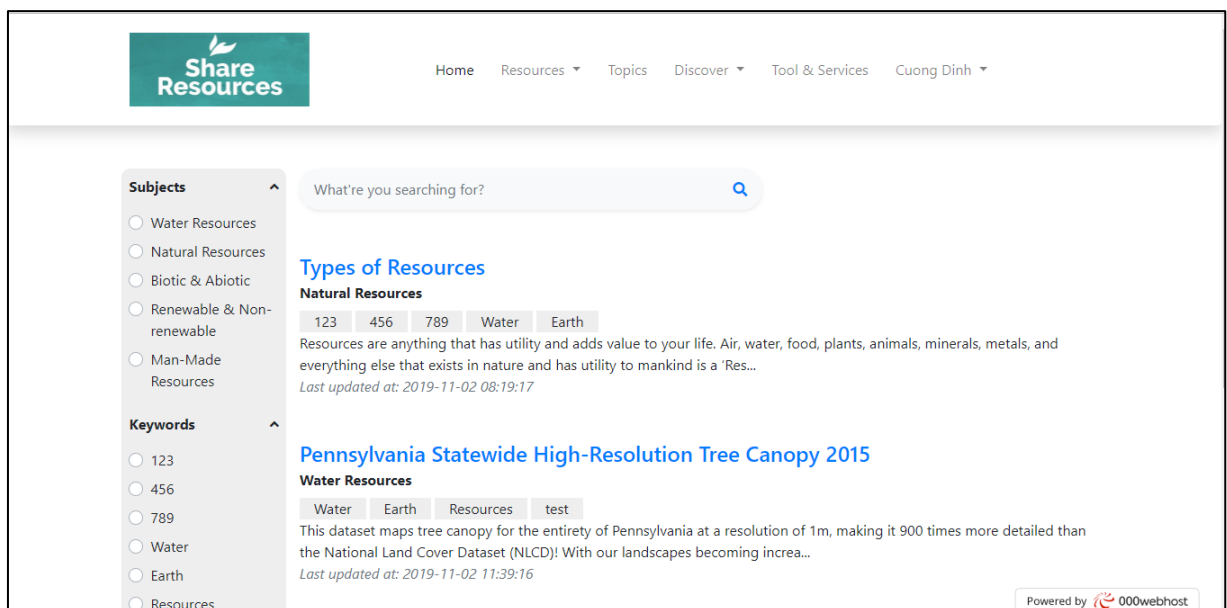 Share
Resources
Home Resources Topics Discover Tool & Services Cuong Dinh
Subjects
Water Resources
Natural Resources
Biotic & Abiotic
Renewable & Non-
renewable
Man-Made
Resources
Keywords
123
456
789
Water
Earth
Resources
What're you searching for?
Types of Resources
Natural Resources
123 456 789 Water Earth
Resources are anything that has utility and adds value to your life. Air, water, food, plants, animals, minerals, metals, and
everything else that exists in nature and has utility to mankind is a ‘Res...
Last updated at: 2019-11-02 08:19:17
Pennsylvania Statewide High-Resolution Tree Canopy 2015
Water Resources
Water Earth Resources test
This dataset maps tree canopy for the entirety of Pennsylvania at a resolution of 1m, making it 900 times more detailed than
the National Land Cover Dataset (NLCD)! With our landscapes becoming increa...
Last updated at: 2019-11-02 11:39:16
Powered by 000webhost